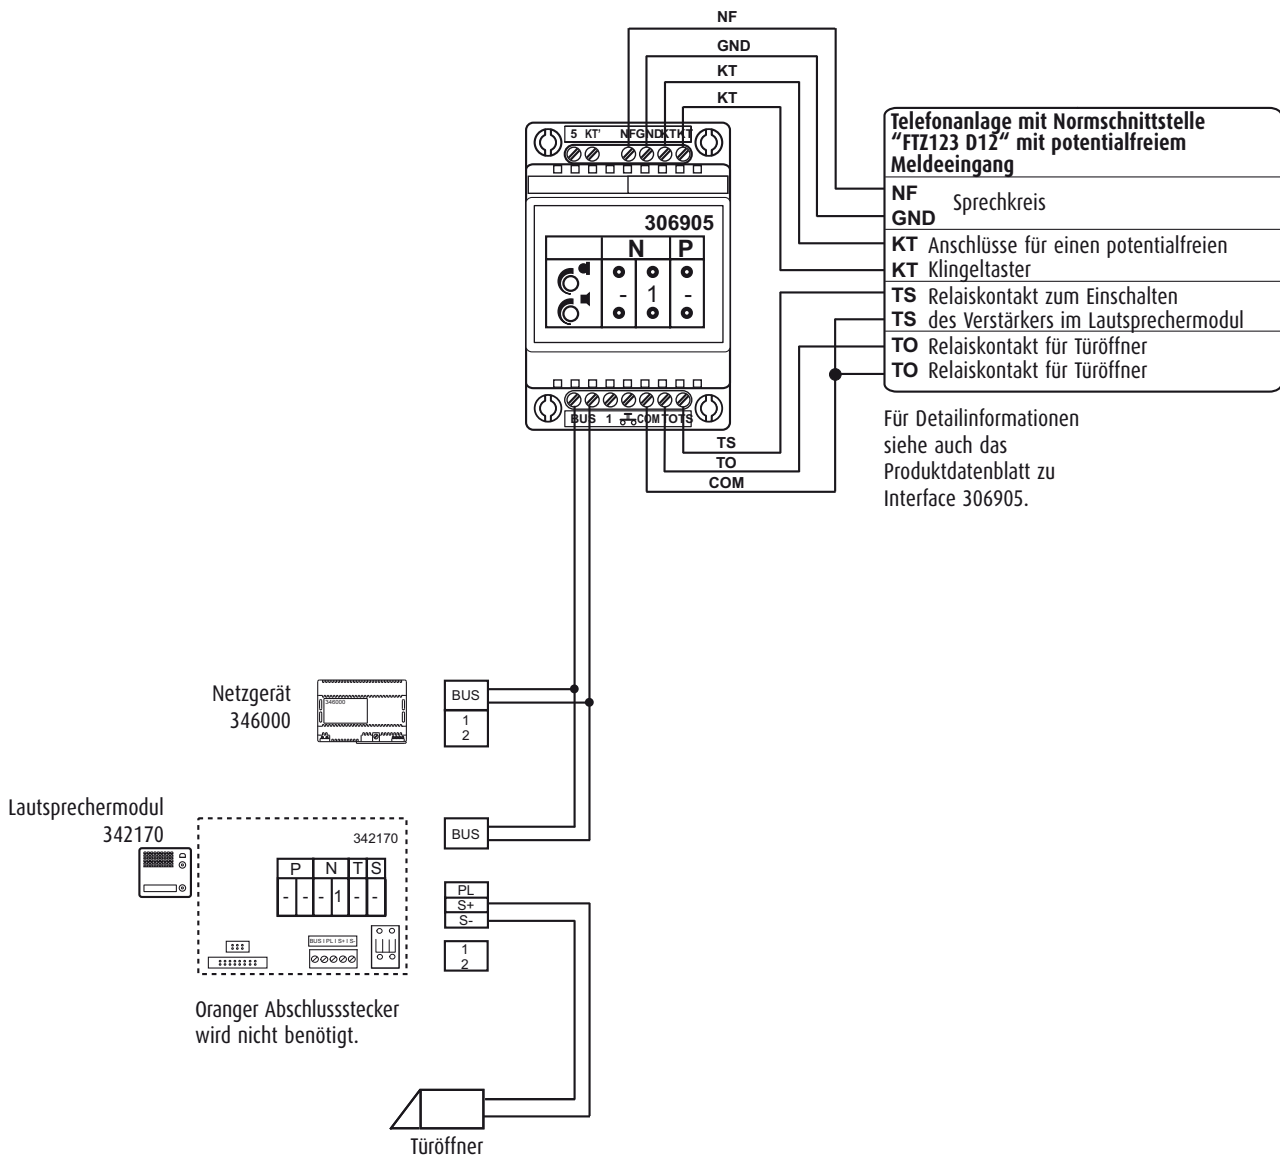 NF
GND
KT
KT
5 KT' NF GND KT KT
306905
N P
- 1 -
BUS 1 COM TO TS
TS
TO
COM
Telefonanlage mit Normschnittstelle
“FTZ123 D12“ mit potentialfreiem
Meldeeingang
NF
Sprechkreis
GND
KT Anschlüsse für einen potentialfreien
KT Klingeltaster
TS Relaiskontakt zum Einschalten
TS des Verstärkers im Lautsprechermodul
TO Relaiskontakt für Türöffner
TO Relaiskontakt für Türöffner
Für Detailinformationen
siehe auch das
Produktdatenblatt zu
Interface 306905.
Netzgerät
346000
346000
BUS
1
2
Lautsprechermodul
342170
342170
P N T S
- - - 1 - -
BUS I PL I S+ I S-
BUS
PL
S+
S-
1
2
Oranger Abschlussstecker
wird nicht benötigt.
Türöffner